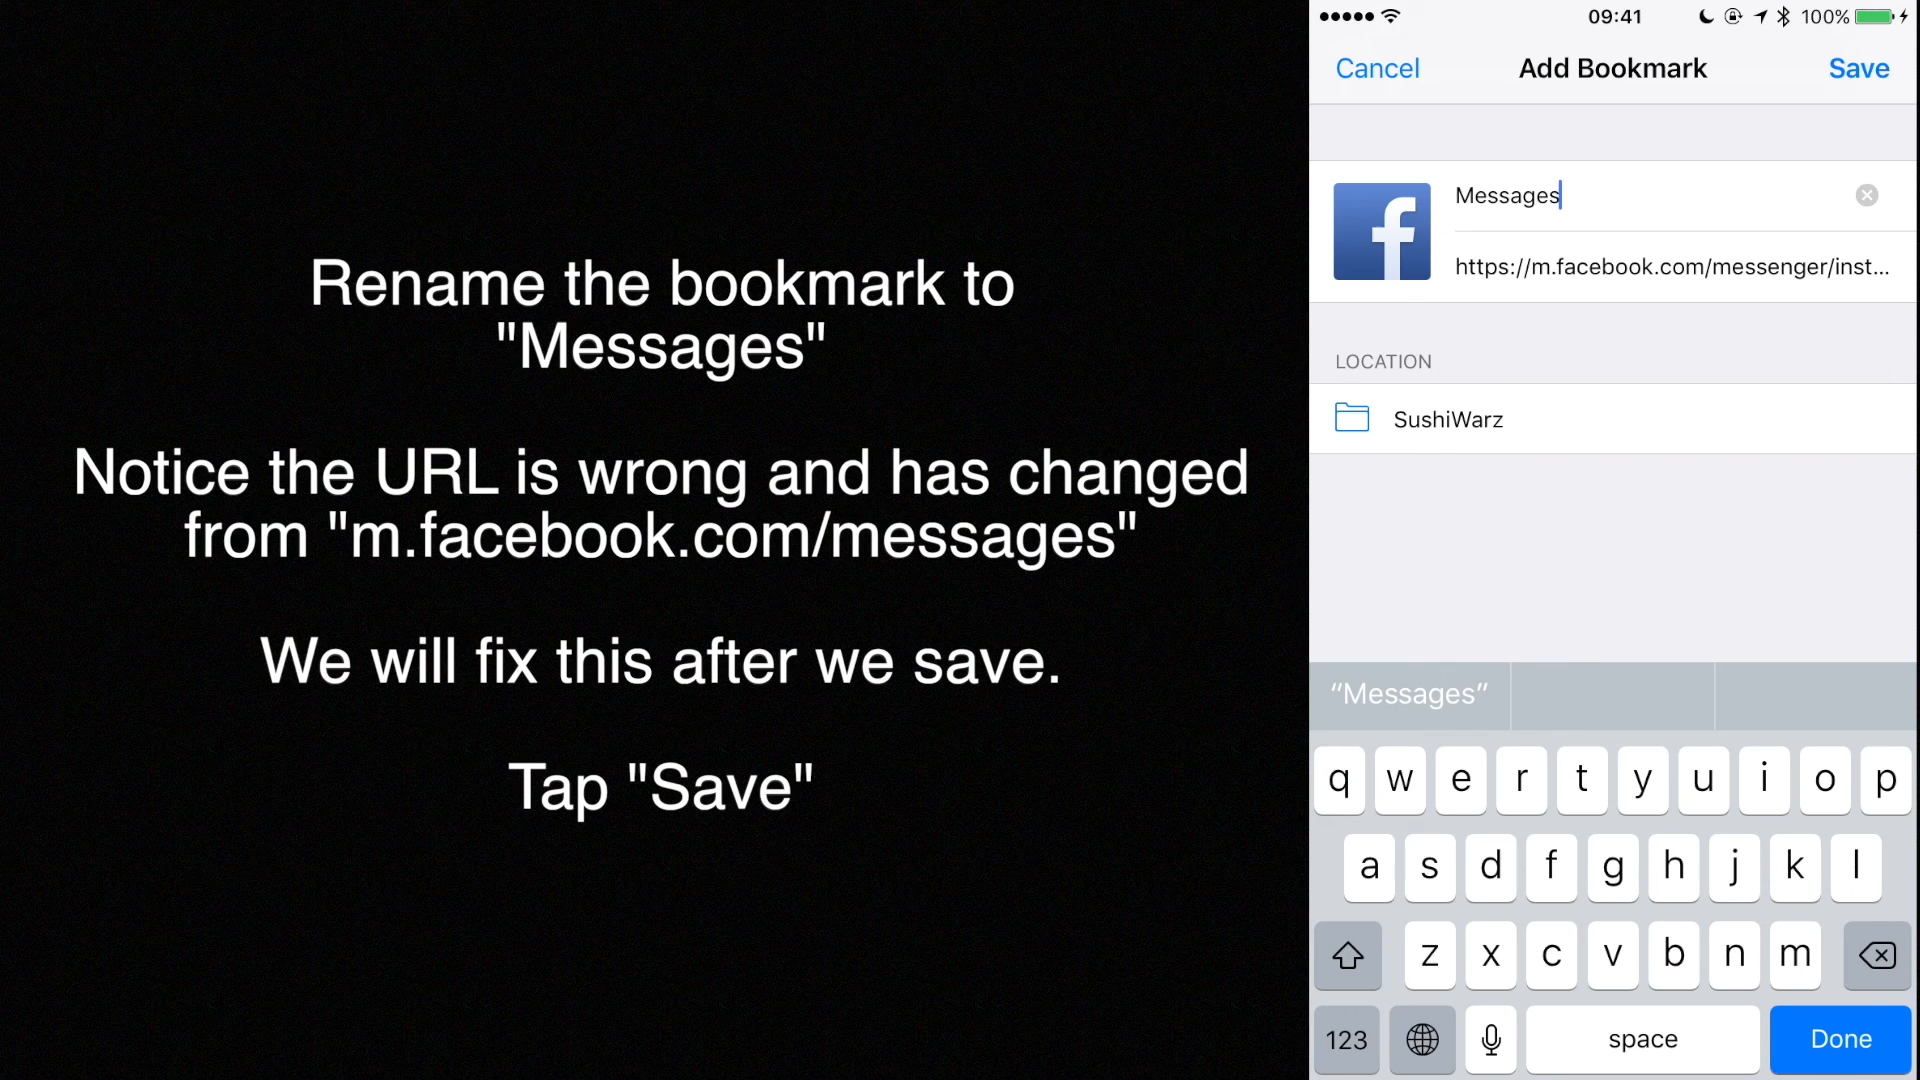 Rename the bookmark to
"Messages"
Notice the URL is wrong and has changed
from "m.facebook.com/messages"
We will fix this after we save.
Tap "Save"
09:41
100%
Cancel
Add Bookmark
Save
f
Messages
https://m.facebook.com/messenger/inst...
LOCATION
SushiWarz
“Messages”
q w e r t y u i o p
a s d f g h j k l
z x c v b n m
123
space
Done